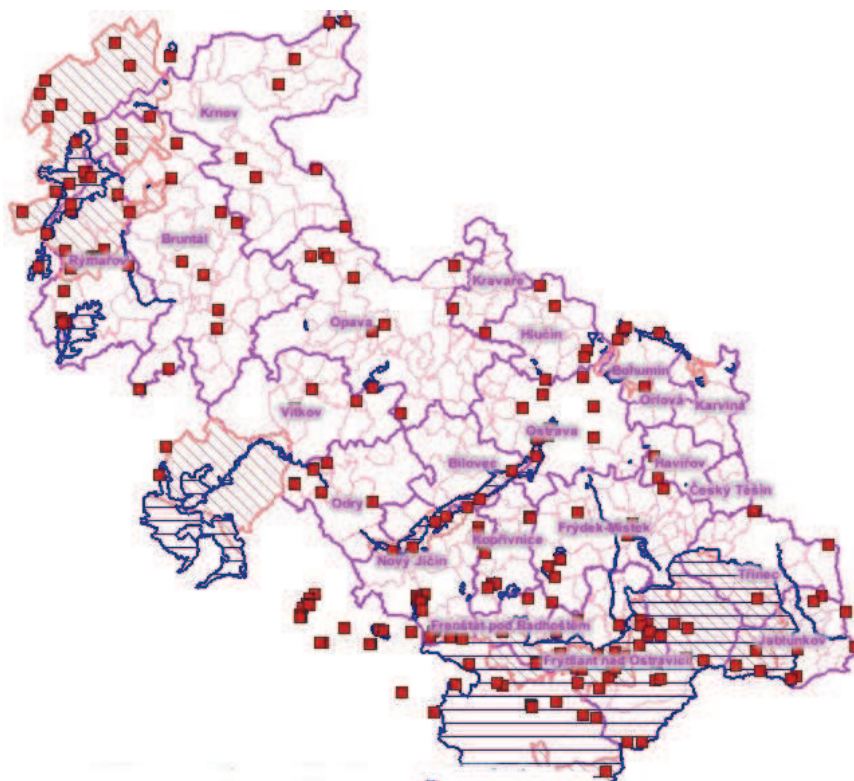 Krnov
Bruntál
Rýmařov
Kravaře
Opava
Hlučín
Bohumín
Orlová
Karviná
Vítkov
Ostrava
Bílovec
Havířov
Český Těšín
Odry
Kopřivnice
Frýdek-Místek
Nový Jičín
Třinec
Frenštát pod Radhoštěm
Jablunkov
Frýdlant nad Ostravicí